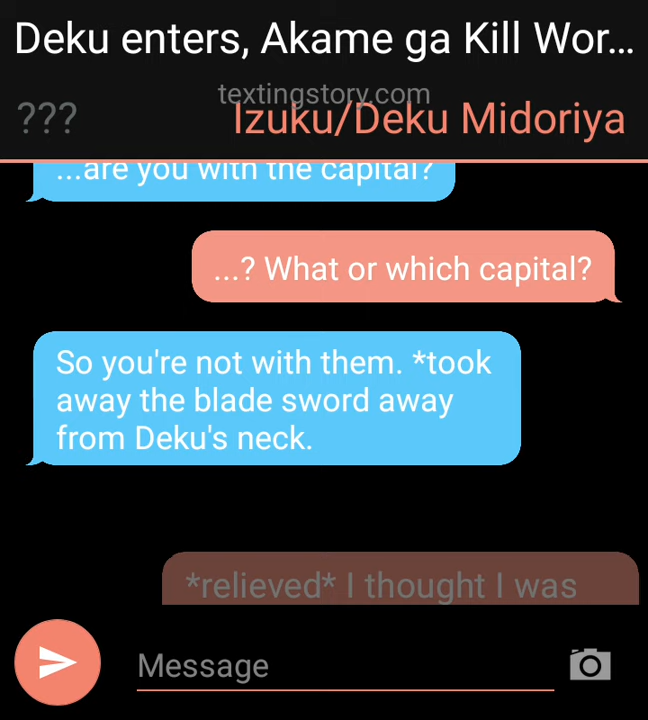 Deku enters, Akame ga Kill Wor...
textingstory.com
??? Izuku/Deku Midoriya
...are you with the capital?
...? What or which capital?
So you're not with them. *took
away the blade sword away
from Deku's neck.
*relieved* I thought I was
Message